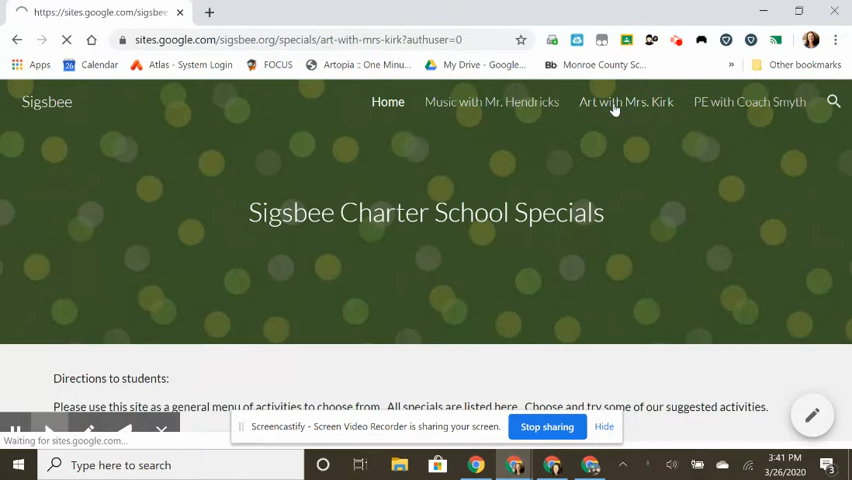 https://sites.google.com/sigsbee
sites.google.com/sigsbee.org/specials/art-with-mrs-kirk?authuser=0
Apps 26 Calendar Atlas - System Login FOCUS Artopia :: One Minu... My Drive - Google... Bb Monroe County Sc... » Other bookmarks
Sigsbee Home Music with Mr. Hendricks Art with Mrs. Kirk PE with Coach Smyth
Sigsbee Charter School Specials
Directions to students:
Please use this site as a general menu of activities to choose from. All specials are listed here. Choose and try some of our suggested activities.
Screencastify - Screen Video Recorder is sharing your screen. Stop sharing Hide
Waiting for sites.google.com...
Type here to search
3:41 PM
3/26/2020
3